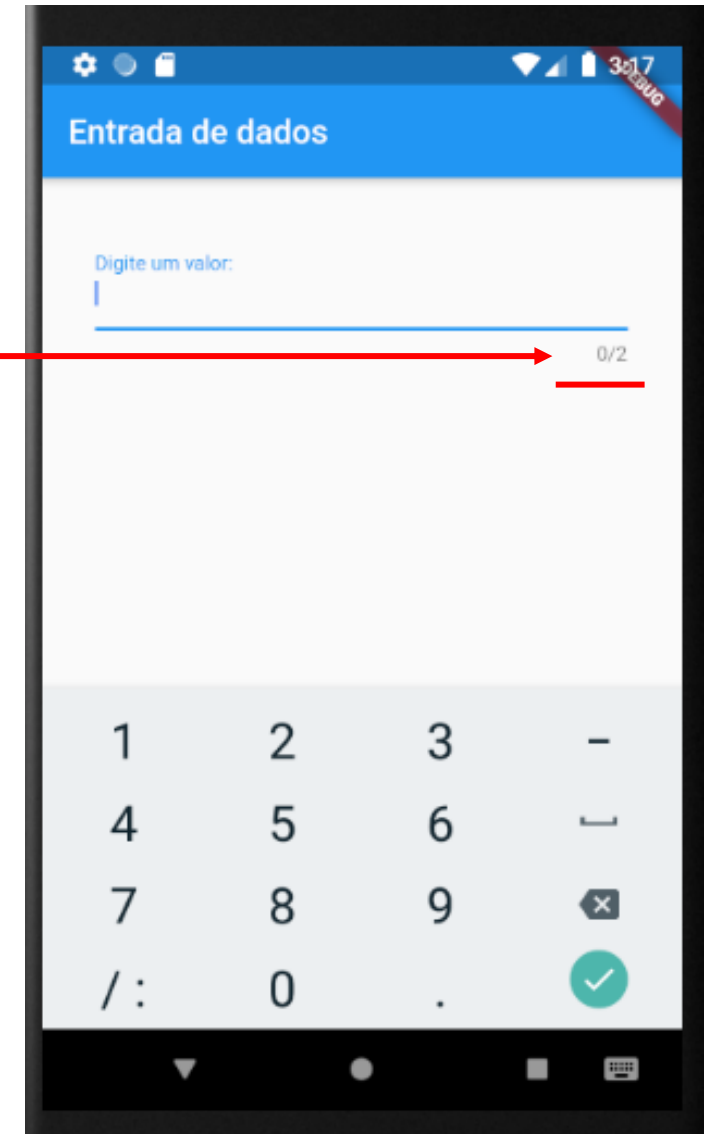 3:17
DEBUG
Entrada de dados
Digite um valor:
0/2
1 2 3 -
4 5 6
7 8 9
/ : 0 .